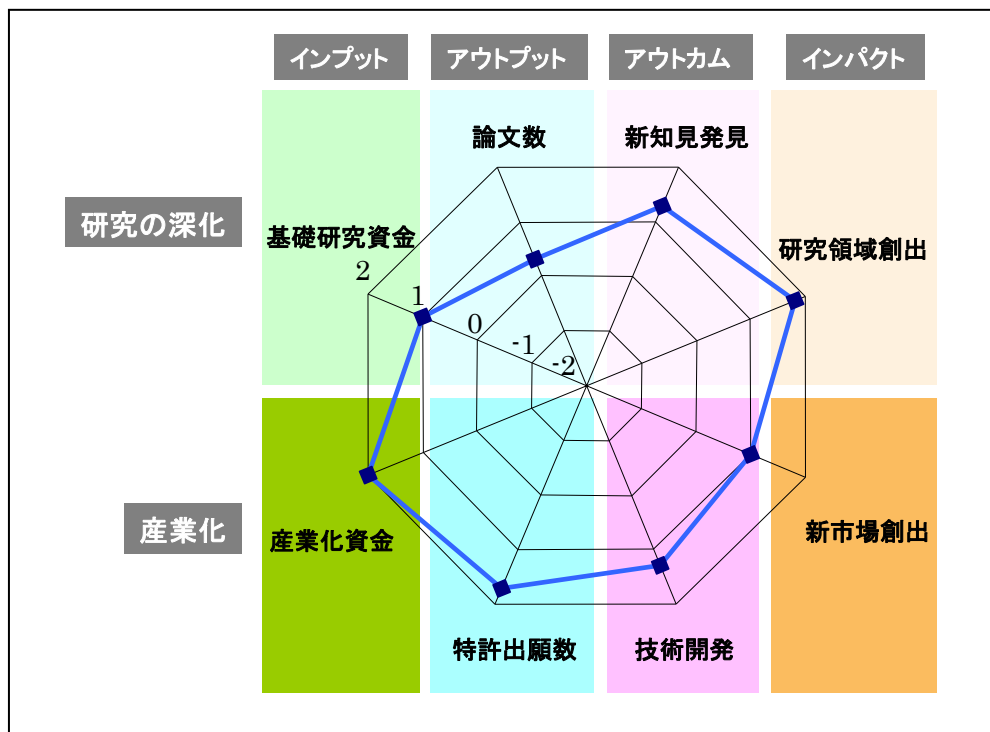 インプット
アウトプット
アウトカム
インパクト
論文数
新知見発見
研究の深化
基礎研究資金
研究領域創出
2
1
0
-1
-2
産業化
産業化資金
新市場創出
特許出願数
技術開発